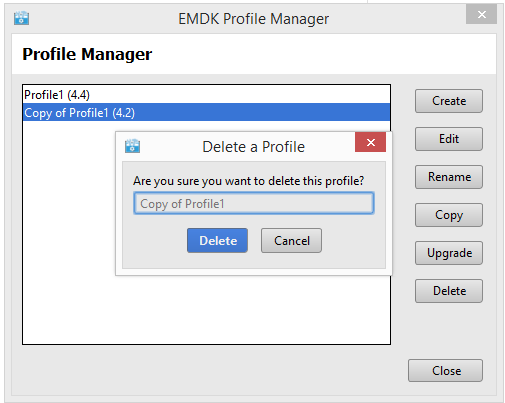 EMDK Profile Manager
Profile Manager
Profile1 (4.4)
Copy of Profile1 (4.2)
Delete a Profile
Are you sure you want to delete this profile?
Copy of Profile1
Delete
Cancel
Create
Edit
Rename
Copy
Upgrade
Delete
Close